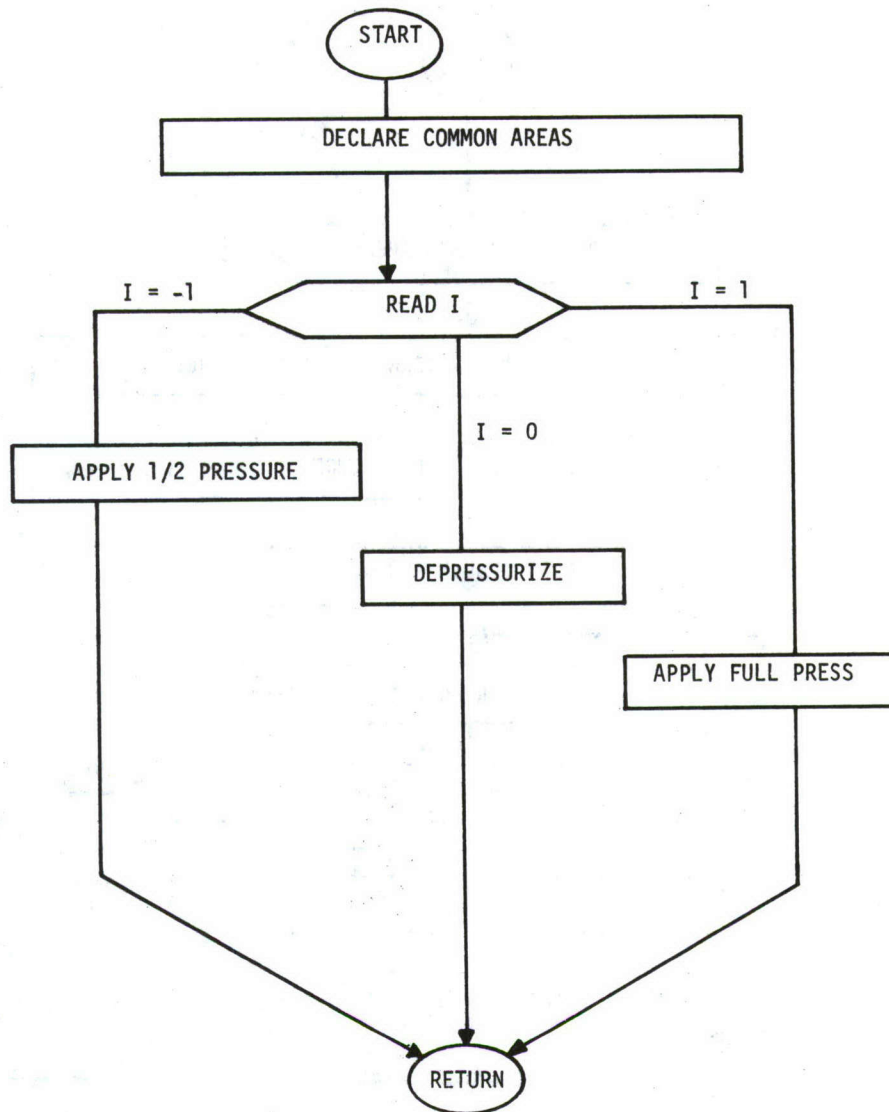 START
DECLARE COMMON AREAS
I = -1
READ I
I = 1
I = 0
APPLY 1/2 PRESSURE
DEPRESSURIZE
APPLY FULL PRESS
RETURN